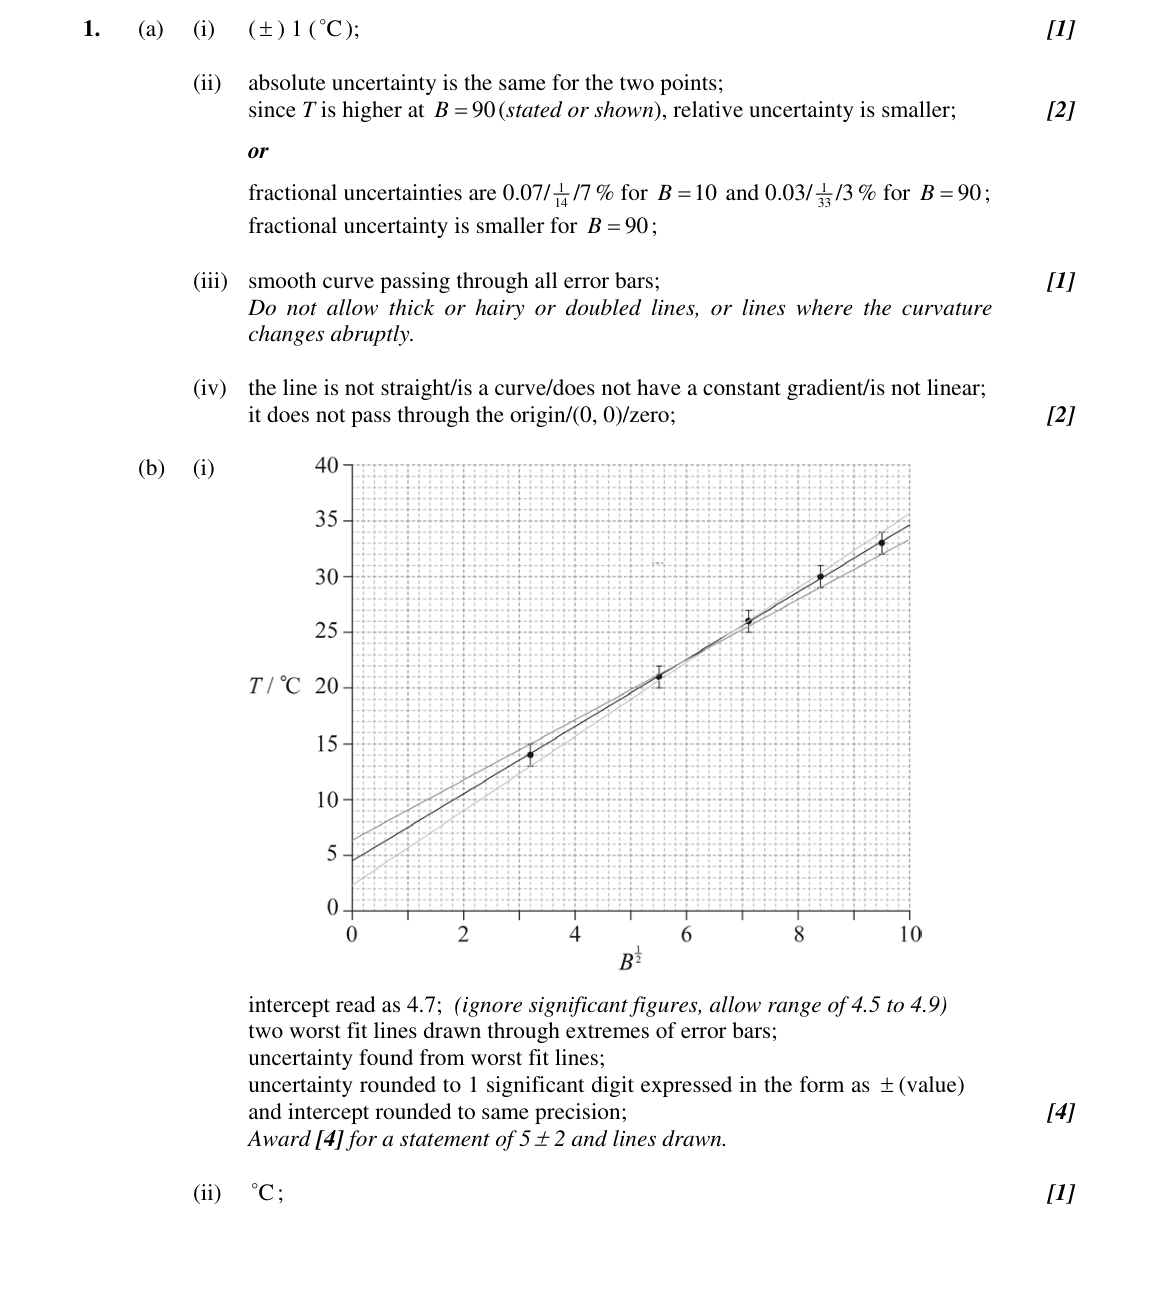 1. (a) (i) (±) 1 (°C); [1]
(ii) absolute uncertainty is the same for the two points;
since T is higher at B = 90 (stated or shown), relative uncertainty is smaller; [2]
or
fractional uncertainties are 0.07/1/14/7 % for B = 10 and 0.03/1/33/3 % for B = 90;
fractional uncertainty is smaller for B = 90;
(iii) smooth curve passing through all error bars; [1]
Do not allow thick or hairy or doubled lines, or lines where the curvature
changes abruptly.
(iv) the line is not straight/is a curve/does not have a constant gradient/is not linear;
it does not pass through the origin/(0, 0)/zero; [2]
(b) (i)
40
35
30
25
T / °C 20
15
10
5
0
0 2 4 6 8 10
B^1/2
intercept read as 4.7; (ignore significant figures, allow range of 4.5 to 4.9)
two worst fit lines drawn through extremes of error bars;
uncertainty found from worst fit lines;
uncertainty rounded to 1 significant digit expressed in the form as ± (value)
and intercept rounded to same precision; [4]
Award [4] for a statement of 5 ± 2 and lines drawn.
(ii) °C; [1]